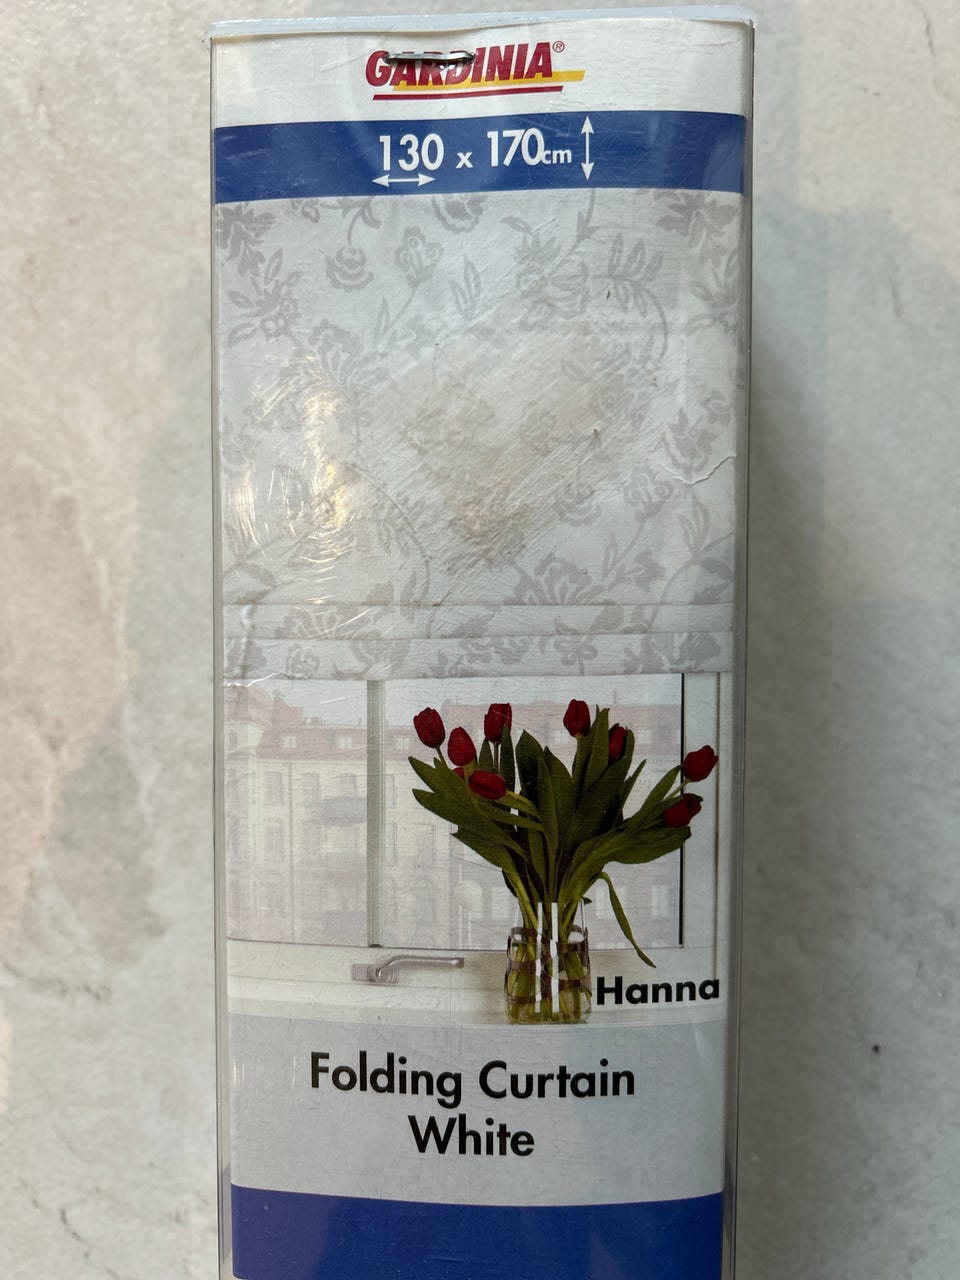 GARDINIA®
130 x 170cm
Hanna
Folding Curtain
White